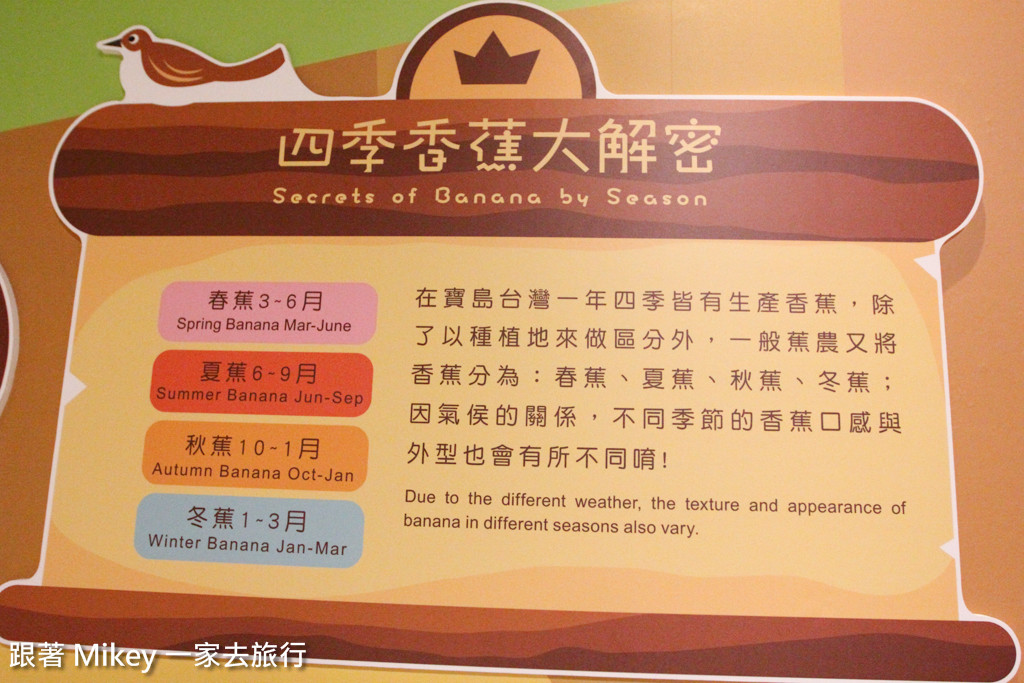 四季香蕉大解密
Secrets of Banana by Season
春蕉3~6月
Spring Banana Mar-June
夏蕉6~9月
Summer Banana Jun-Sep
秋蕉10~1月
Autumn Banana Oct-Jan
冬蕉1~3月
Winter Banana Jan-Mar
在寶島台灣一年四季皆有生產香蕉，除
了以種植地來做區分外，一般蕉農又將
香蕉分為：春蕉、夏蕉、秋蕉、冬蕉；
因氣侯的關係，不同季節的香蕉口感與
外型也會有所不同唷!
Due to the different weather, the texture and appearance of
banana in different seasons also vary.
跟著 Mikey 一家去旅行